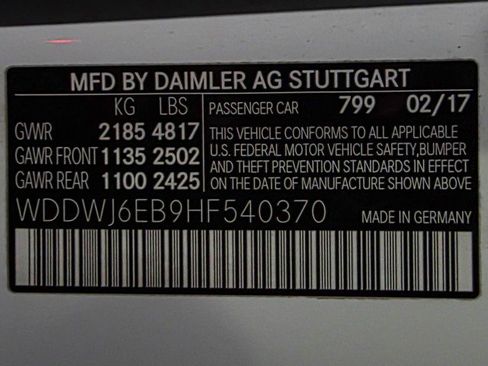 MFD BY DAIMLER AG STUTTGART
KG LBS
GVWR 2185 4817
GAWR FRONT 1135 2502
GAWR REAR 1100 2425
PASSENGER CAR 799 02/17
THIS VEHICLE CONFORMS TO ALL APPLICABLE
U.S. FEDERAL MOTOR VEHICLE SAFETY, BUMPER
AND THEFT PREVENTION STANDARDS IN EFFECT
ON THE DATE OF MANUFACTURE SHOWN ABOVE
WDDWJ6EB9HF540370
MADE IN GERMANY